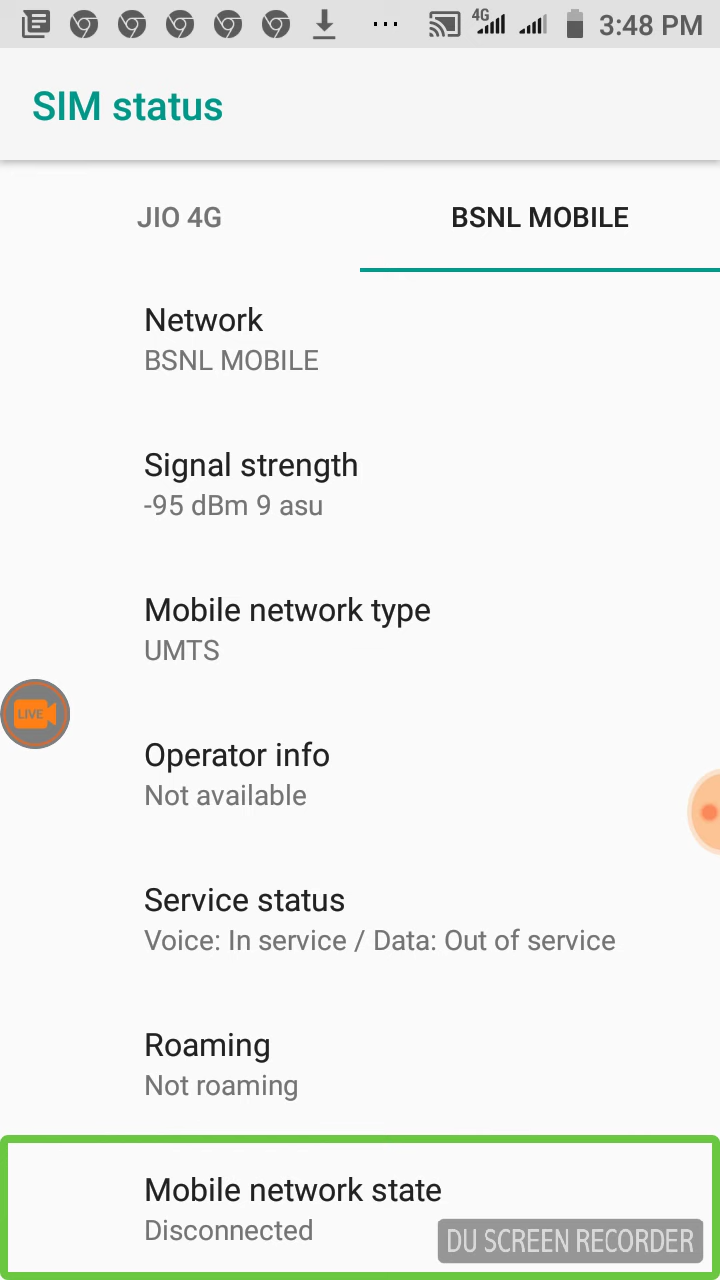 4G
3:48 PM
SIM status
JIO 4G
BSNL MOBILE
Network
BSNL MOBILE
Signal strength
-95 dBm 9 asu
Mobile network type
UMTS
LIVE
Operator info
Not available
Service status
Voice: In service / Data: Out of service
Roaming
Not roaming
Mobile network state
Disconnected
DU SCREEN RECORDER